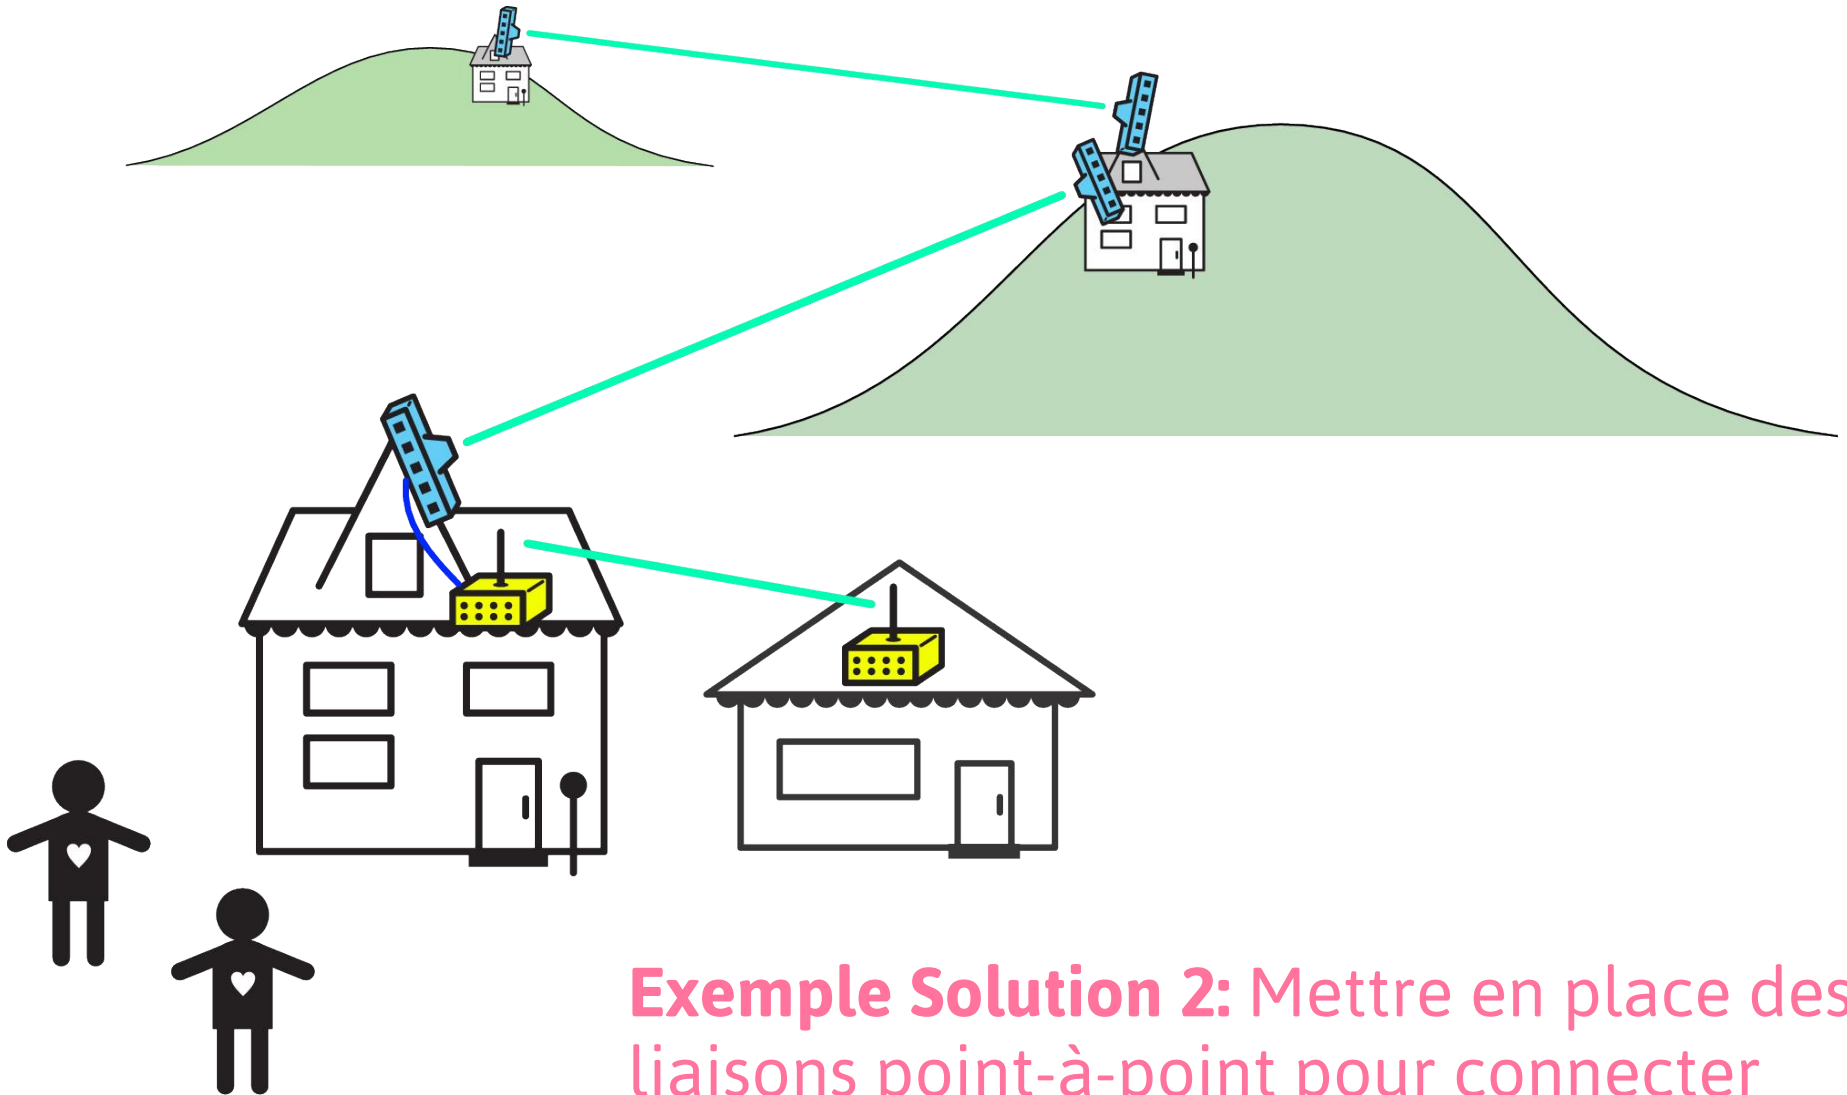 Exemple Solution 2: Mettre en place des
liaisons point-à-point pour connecter